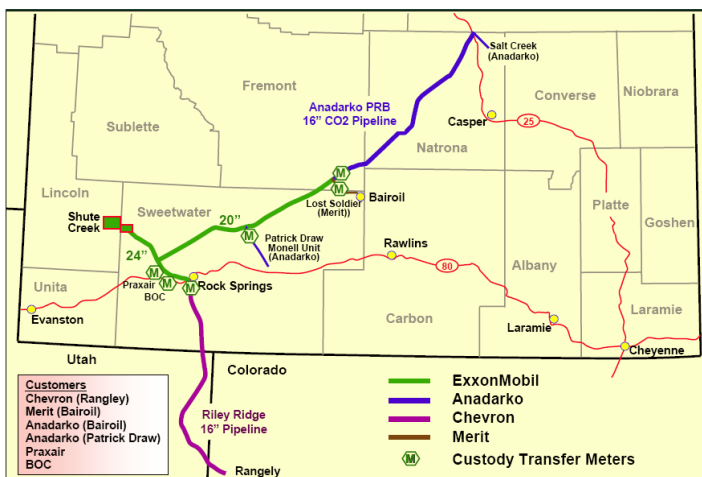 Salt Creek
(Anadarko)
Fremont
Niobrara
Converse
Anadarko PRB
16" CO2 Pipeline
Casper
25
Sublette
Natrona
M
Lincoln
M
Bairoil
Lost Soldier
(Merit))
Platte
Sweetwater
Shute
Creek
20"
M
Goshen
Patrick Draw
Monell Unit
(Anadarko)
24"
Rawlins
80
Albany
M
Praxair
M
BOC
M
Rock Springs
Unita
Evanston
Carbon
Laramie
Laramie
Cheyenne
Utah
Colorado
Customers
Chevron (Rangley)
Merit (Bairoil)
Anadarko (Bairoil)
Anadarko (Patrick Draw)
Praxair
BOC
Riley Ridge
16" Pipeline
Rangely
ExxonMobil
Anadarko
Chevron
Merit
M
Custody Transfer Meters